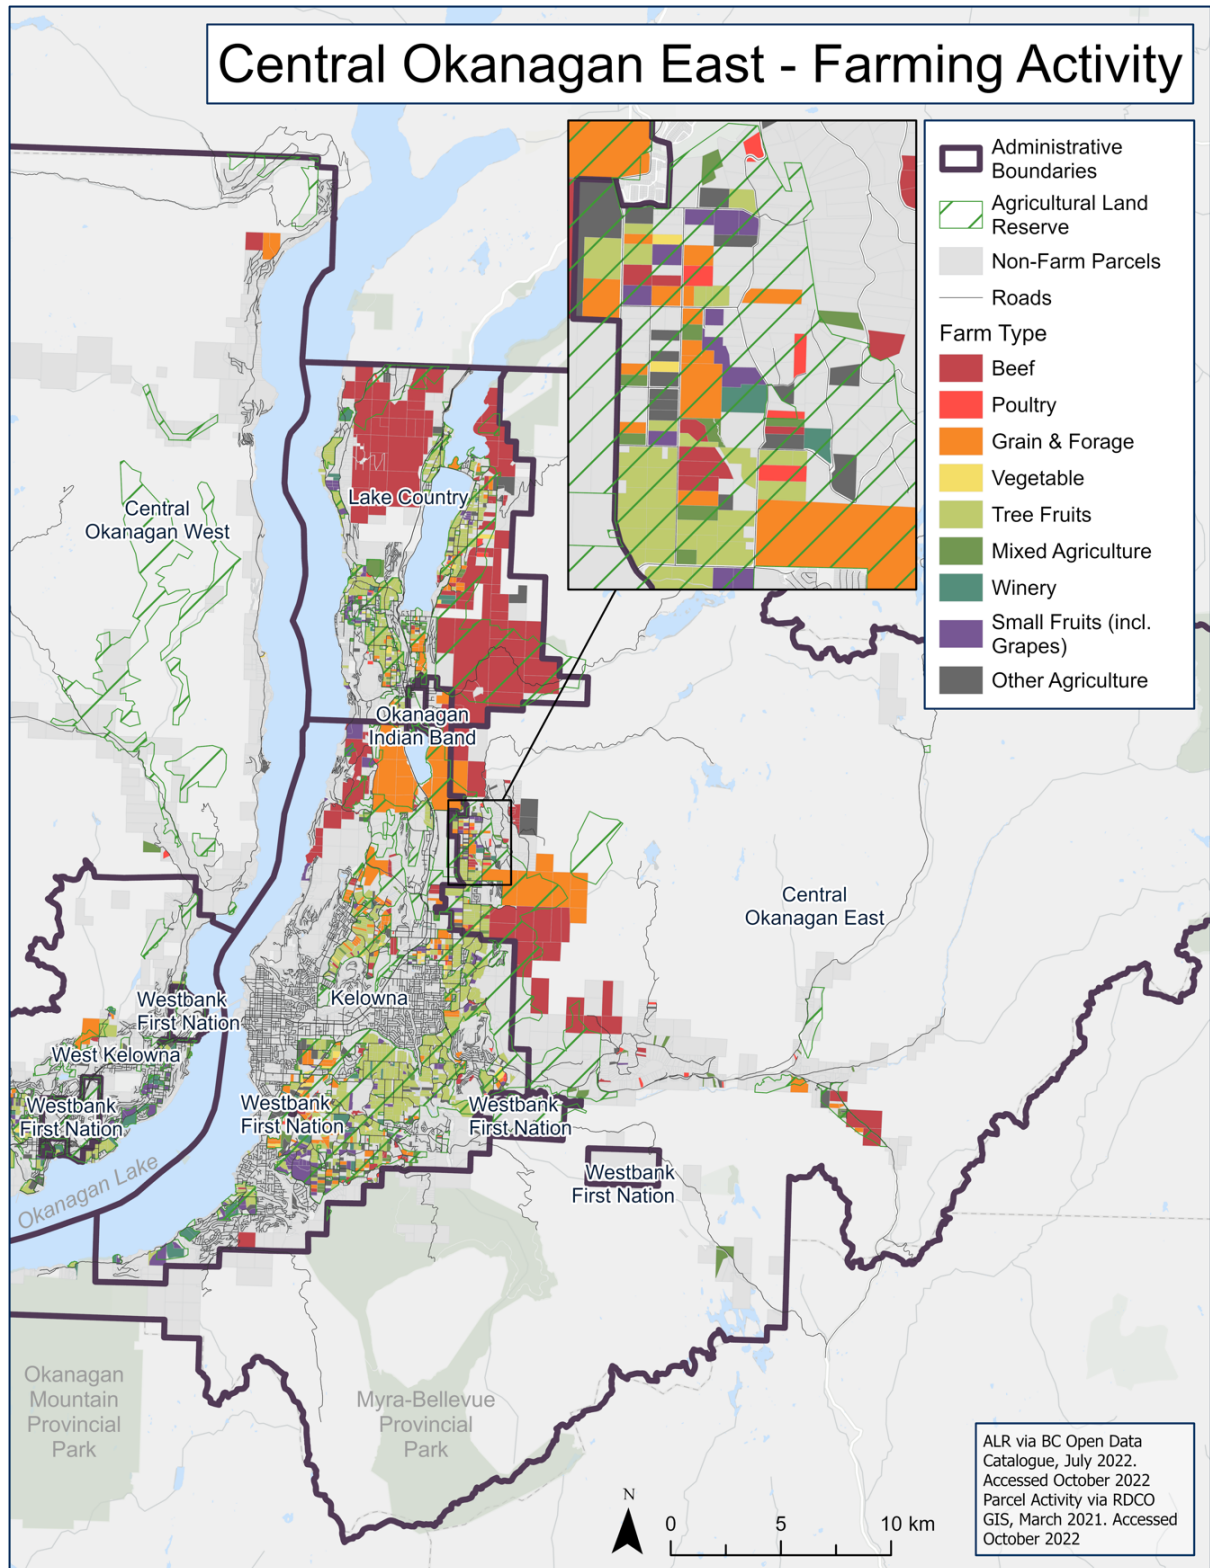 Central Okanagan East - Farming Activity
Administrative
Boundaries
Agricultural Land
Reserve
Non-Farm Parcels
Roads
Farm Type
Beef
Poultry
Grain & Forage
Vegetable
Tree Fruits
Mixed Agriculture
Winery
Small Fruits (incl.
Grapes)
Other Agriculture
Central
Okanagan West
Lake Country
Okanagan
Indian Band
Central
Okanagan East
Westbank
First Nation
Kelowna
West Kelowna
Westbank
First Nation
Westbank
First Nation
Westbank
First Nation
Westbank
First Nation
Okanagan Lake
Okanagan
Mountain
Provincial
Park
Myra-Bellevue
Provincial
Park
N
0 5 10 km
ALR via BC Open Data
Catalogue, July 2022.
Accessed October 2022
Parcel Activity via RDCO
GIS, March 2021. Accessed
October 2022